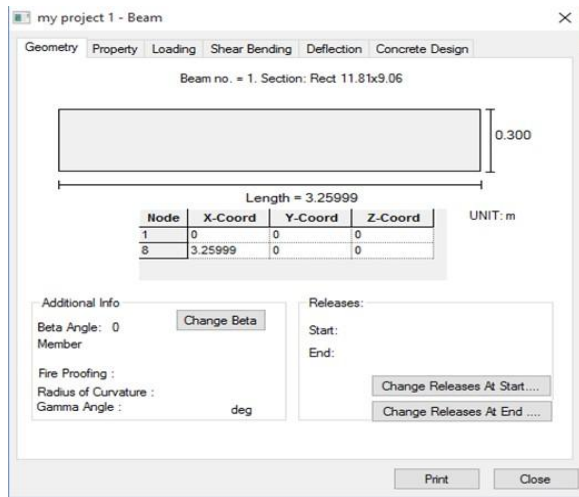 my project 1 - Beam
Geometry Property Loading Shear Bending Deflection Concrete Design
Beam no. = 1. Section: Rect 11.81x9.06
0.300
Length = 3.25999
UNIT: m
Node X-Coord Y-Coord Z-Coord
1 0 0 0
8 3.25999 0 0
Additional Info
Beta Angle: 0
Change Beta
Member
Fire Proofing :
Radius of Curvature :
Gamma Angle : deg
Releases:
Start:
End:
Change Releases At Start....
Change Releases At End ....
Print Close